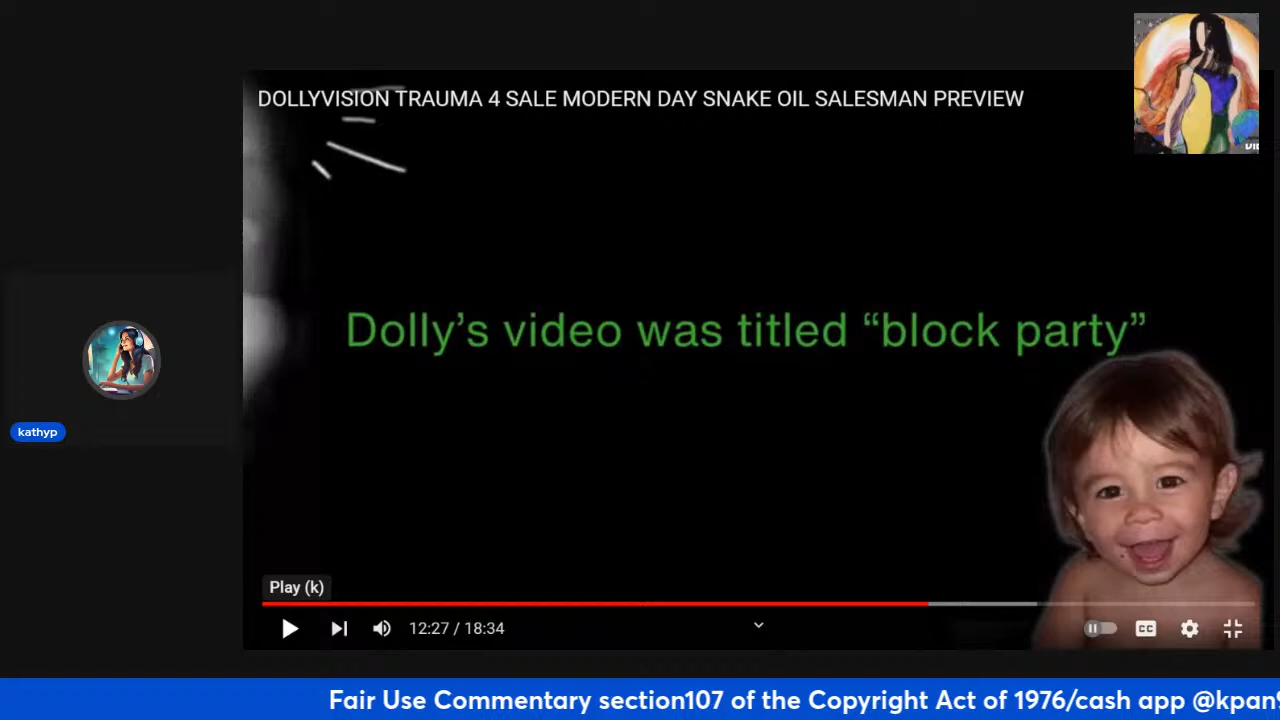 DOLLYVISION TRAUMA 4 SALE MODERN DAY SNAKE OIL SALESMAN PREVIEW
Dolly's video was titled “block party”
kathyp
Play (k)
12:27 / 18:34
CC
Fair Use Commentary section107 of the Copyright Act of 1976/cash app